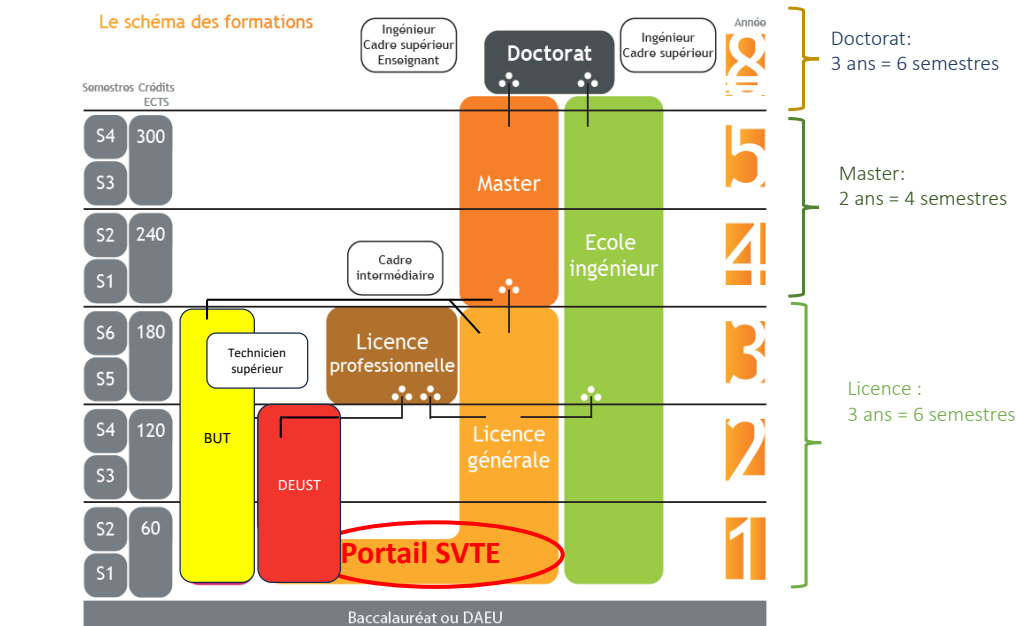 Le schéma des formations
Ingénieur
Cadre supérieur
Enseignant
Doctorat
Ingénieur
Cadre supérieur
Année
8
Doctorat:
3 ans = 6 semestres
Semestres Crédits
ECTS
S4 300
S3
Master
5
Master:
2 ans = 4 semestres
S2 240
S1
Cadre
intermédiaire
Ecole
ingénieur
4
S6 180
S5
Technicien
supérieur
Licence
professionnelle
3
Licence :
3 ans = 6 semestres
S4 120
S3
BUT
DEUST
Licence
générale
2
S2 60
S1
Portail SVTE
1
Baccalauréat ou DAEU